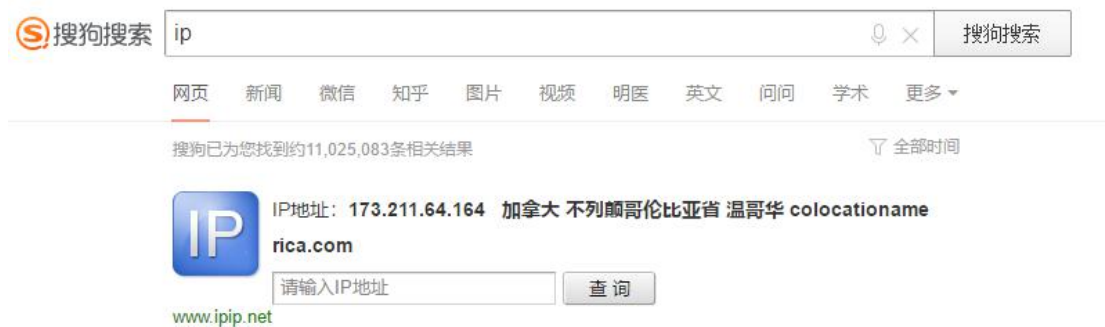 搜狗搜索 ip 搜狗搜索
网页 新闻 微信 知乎 图片 视频 明医 英文 问问 学术 更多
搜狗已为您找到约11,025,083条相关结果 全部时间
IP
IP地址：173.211.64.164 加拿大 不列颠哥伦比亚省 温哥华 colocationame
rica.com
请输入IP地址 查询
www.ipip.net